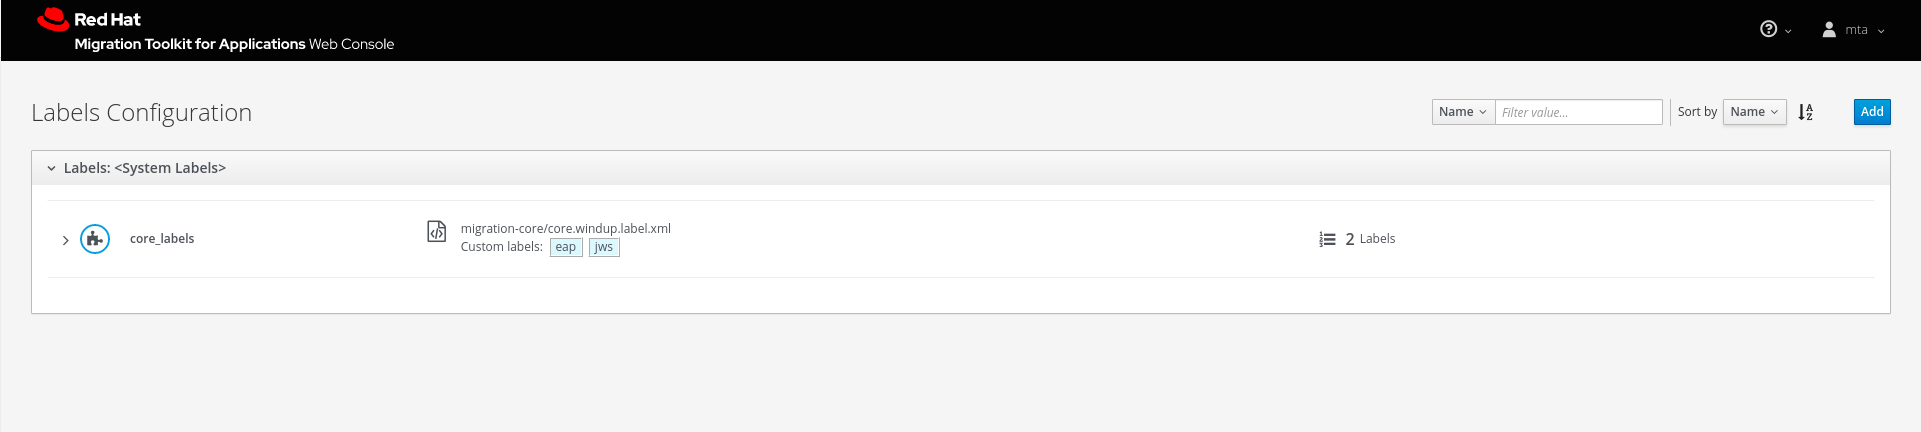 Red Hat
Migration Toolkit for Applications Web Console
mta
Labels Configuration
Name
Filter value...
Sort by
Name
Add
Labels: <System Labels>
core_labels
migration-core/core.windup.label.xml
Custom labels: eap jws
2 Labels